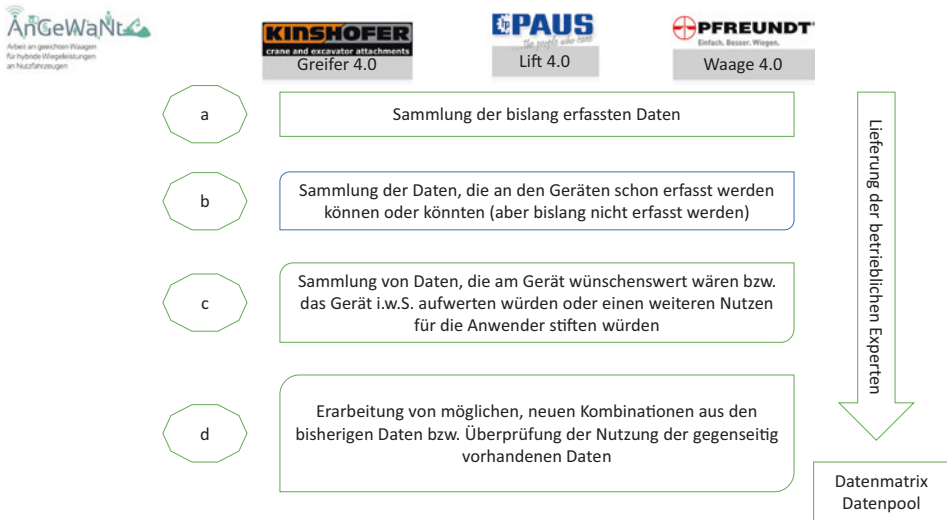 AnGeWaNt
Arbeit an geeichten Waagen
für hybride Wiegeleistungen
an Nutzfahrzeugen
KINSHOFER
crane and excavator attachments
Greifer 4.0
PAUS
...the people who care
Lift 4.0
PFREUNDT
Einfach. Besser. Wiegen.
Waage 4.0
a
Sammlung der bislang erfassten Daten
b
Sammlung der Daten, die an den Geräten schon erfasst werden
können oder könnten (aber bislang nicht erfasst werden)
c
Sammlung von Daten, die am Gerät wünschenswert wären bzw.
das Gerät i.w.S. aufwerten würden oder einen weiteren Nutzen
für die Anwender stiften würden
d
Erarbeitung von möglichen, neuen Kombinationen aus den
bisherigen Daten bzw. Überprüfung der Nutzung der gegenseitig
vorhandenen Daten
Lieferung der betrieblichen Experten
Datenmatrix
Datenpool